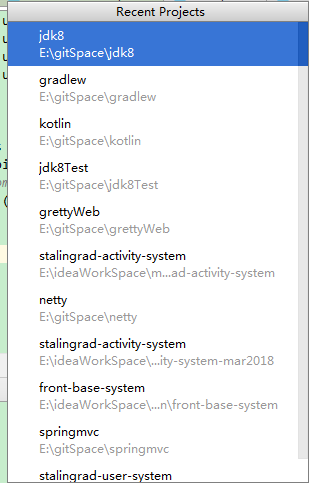 Recent Projects
jdk8
E:\gitSpace\jdk8
gradlew
E:\gitSpace\gradlew
kotlin
E:\gitSpace\kotlin
jdk8Test
E:\gitSpace\jdk8Test
grettyWeb
E:\gitSpace\grettyWeb
stalingrad-activity-system
E:\ideaWorkSpace\m...ad-activity-system
netty
E:\gitSpace\netty
stalingrad-activity-system
E:\ideaWorkSpace\...ity-system-mar2018
front-base-system
E:\ideaWorkSpace\...n\front-base-system
springmvc
E:\gitSpace\springmvc
stalingrad-user-system